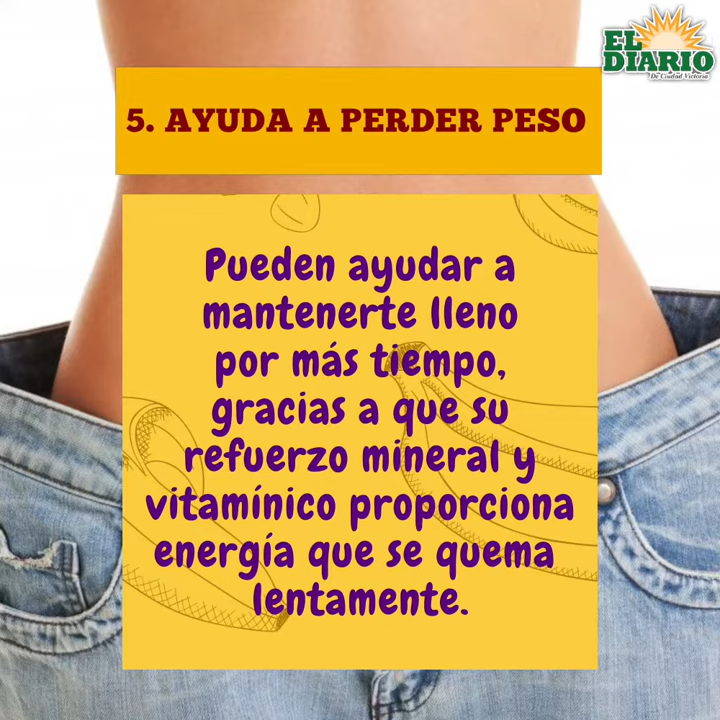 EL
DIARIO
De Ciudad Victoria
5. AYUDA A PERDER PESO
Pueden ayudar a
mantenerte lleno
por más tiempo,
gracias a que su
refuerzo mineral y
vitamínico proporciona
energía que se quema
lentamente.